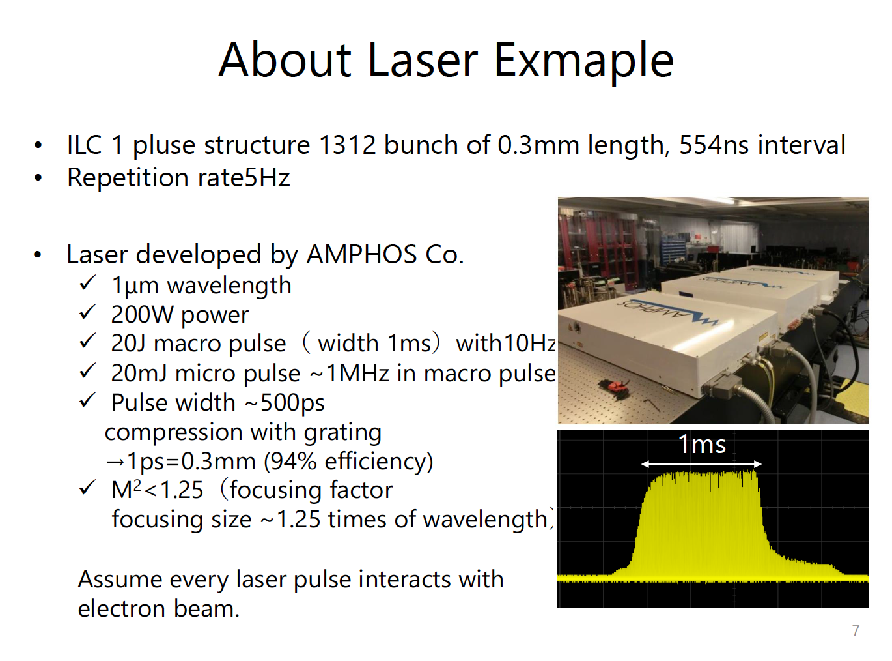 About Laser Exmaple
• ILC 1 pluse structure 1312 bunch of 0.3mm length, 554ns interval
• Repetition rate5Hz
• Laser developed by AMPHOS Co.
✓ 1μm wavelength
✓ 200W power
✓ 20J macro pulse（ width 1ms）with10Hz
✓ 20mJ micro pulse ~1MHz in macro pulse
✓ Pulse width ~500ps
compression with grating
→1ps=0.3mm (94% efficiency)
✓ M²<1.25（focusing factor
focusing size ~1.25 times of wavelength）
Assume every laser pulse interacts with
electron beam.
AMPHOS
1ms
7